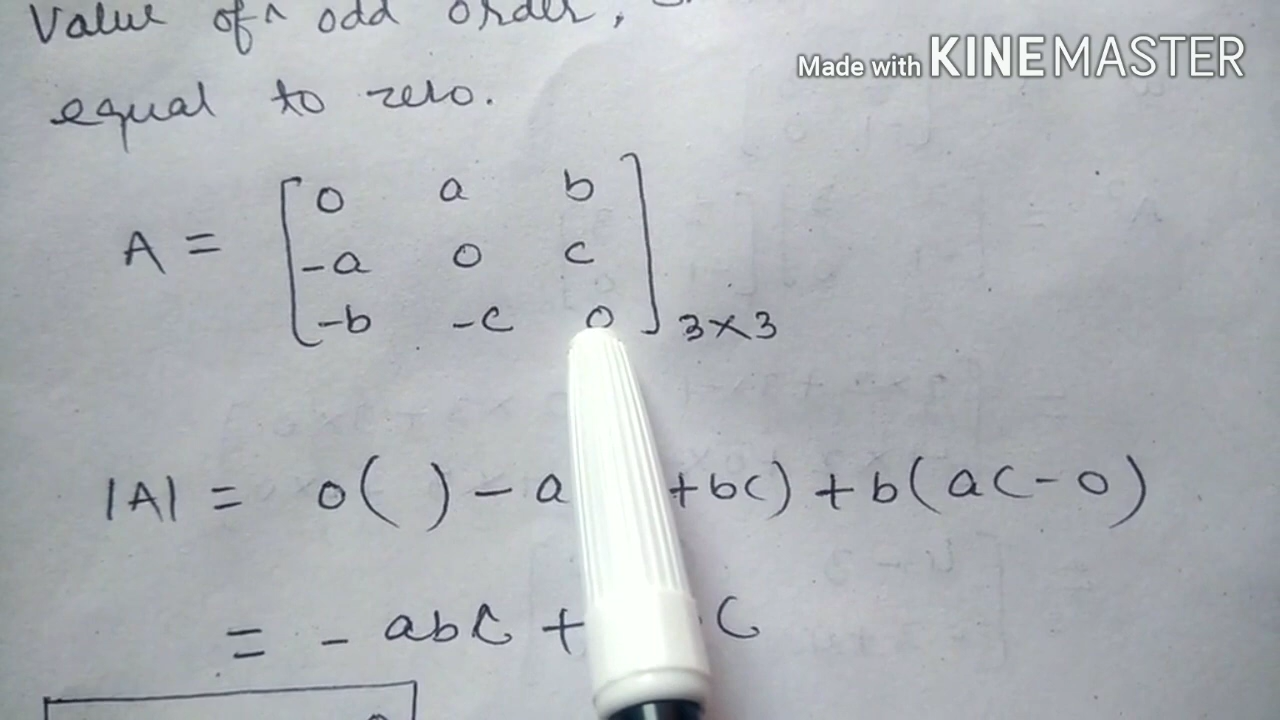 Value of ^ odd order,
equal to zero.
Made with KINEMASTER
A = [ 0 a b
-a 0 c
-b -c 0 ] 3×3
|A| = 0( ) - a +bc) + b(ac-0)
= - abc + c